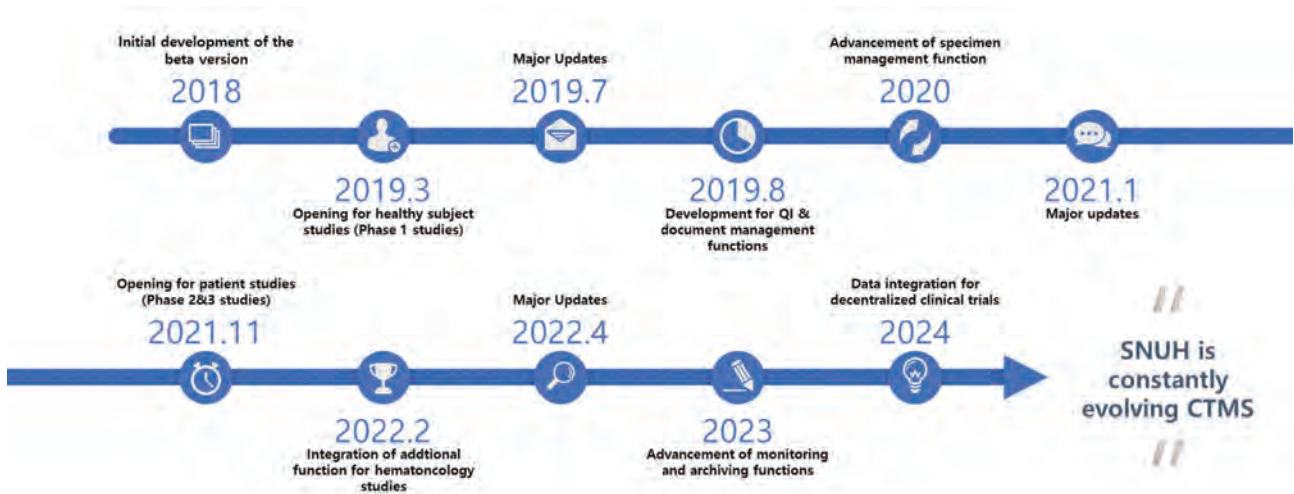 Initial development of the
beta version
2018
2019.3
Opening for healthy subject
studies (Phase 1 studies)
Major Updates
2019.7
2019.8
Development for QI &
document management
functions
Advancement of specimen
management function
2020
2021.1
Major updates
Opening for patient studies
(Phase 2&3 studies)
2021.11
2022.2
Integration of addtional
function for hematoncology
studies
Major Updates
2022.4
2023
Advancement of monitoring
and archiving functions
Data integration for
decentralized clinical trials
2024
"
SNUH is
constantly
evolving CTMS
"